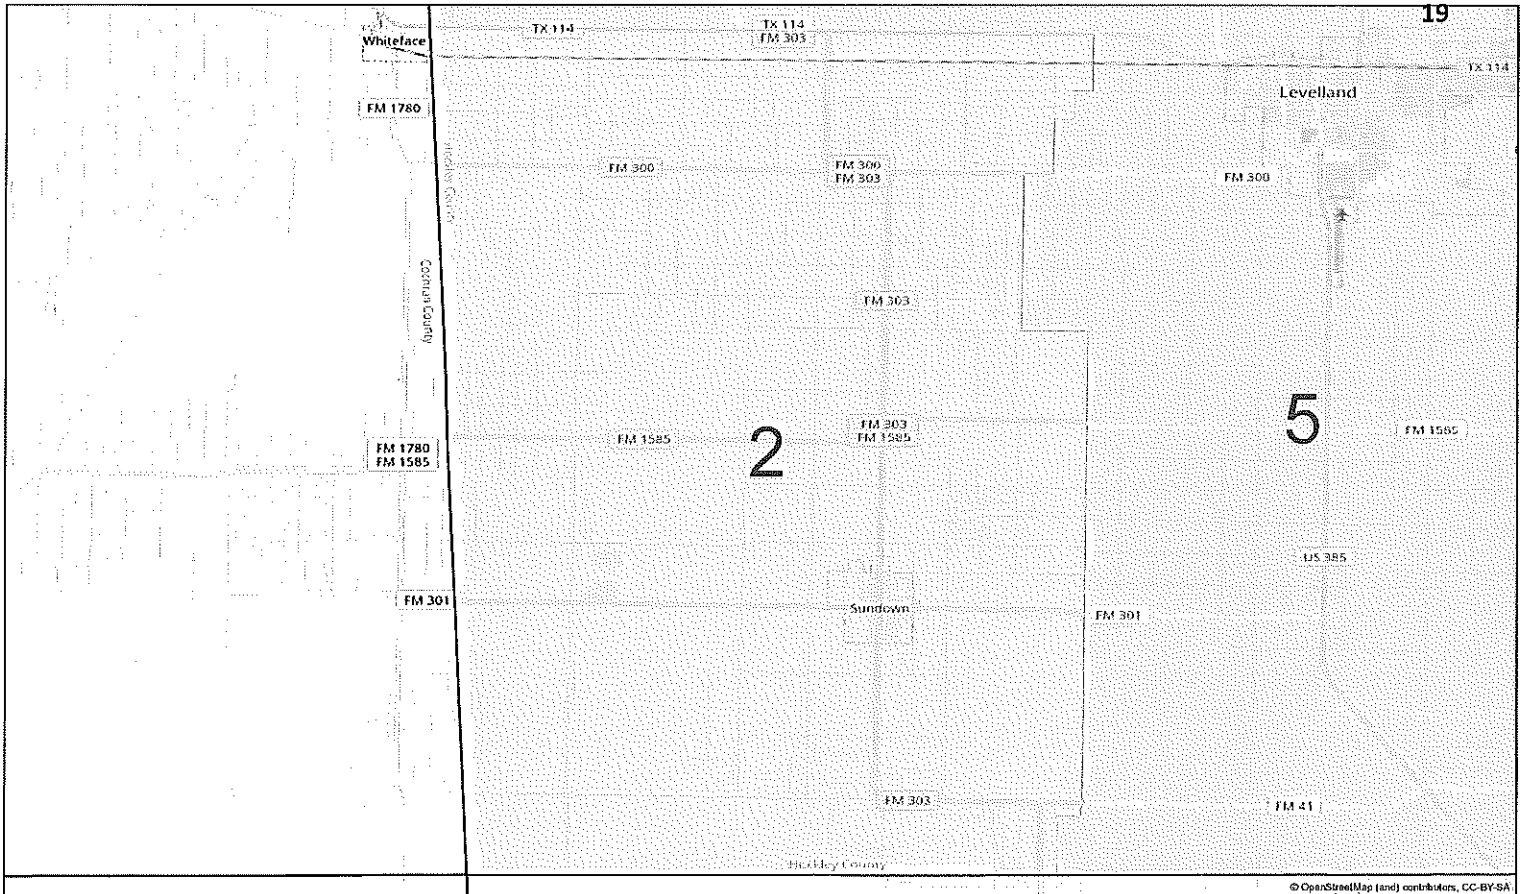 19
TX 114
TX 114
FM 303
Whiteface
TX 114
Levelland
FM 1780
FM 300
FM 300
FM 303
FM 300
Cochran County
FM 303
5
2
FM 303
FM 1585
FM 1585
FM 1585
FM 1780
FM 1585
US 385
FM 301
Sundown
FM 301
FM 303
FM 41
Hockley County
© OpenStreetMap (and) contributors, CC-BY-SA